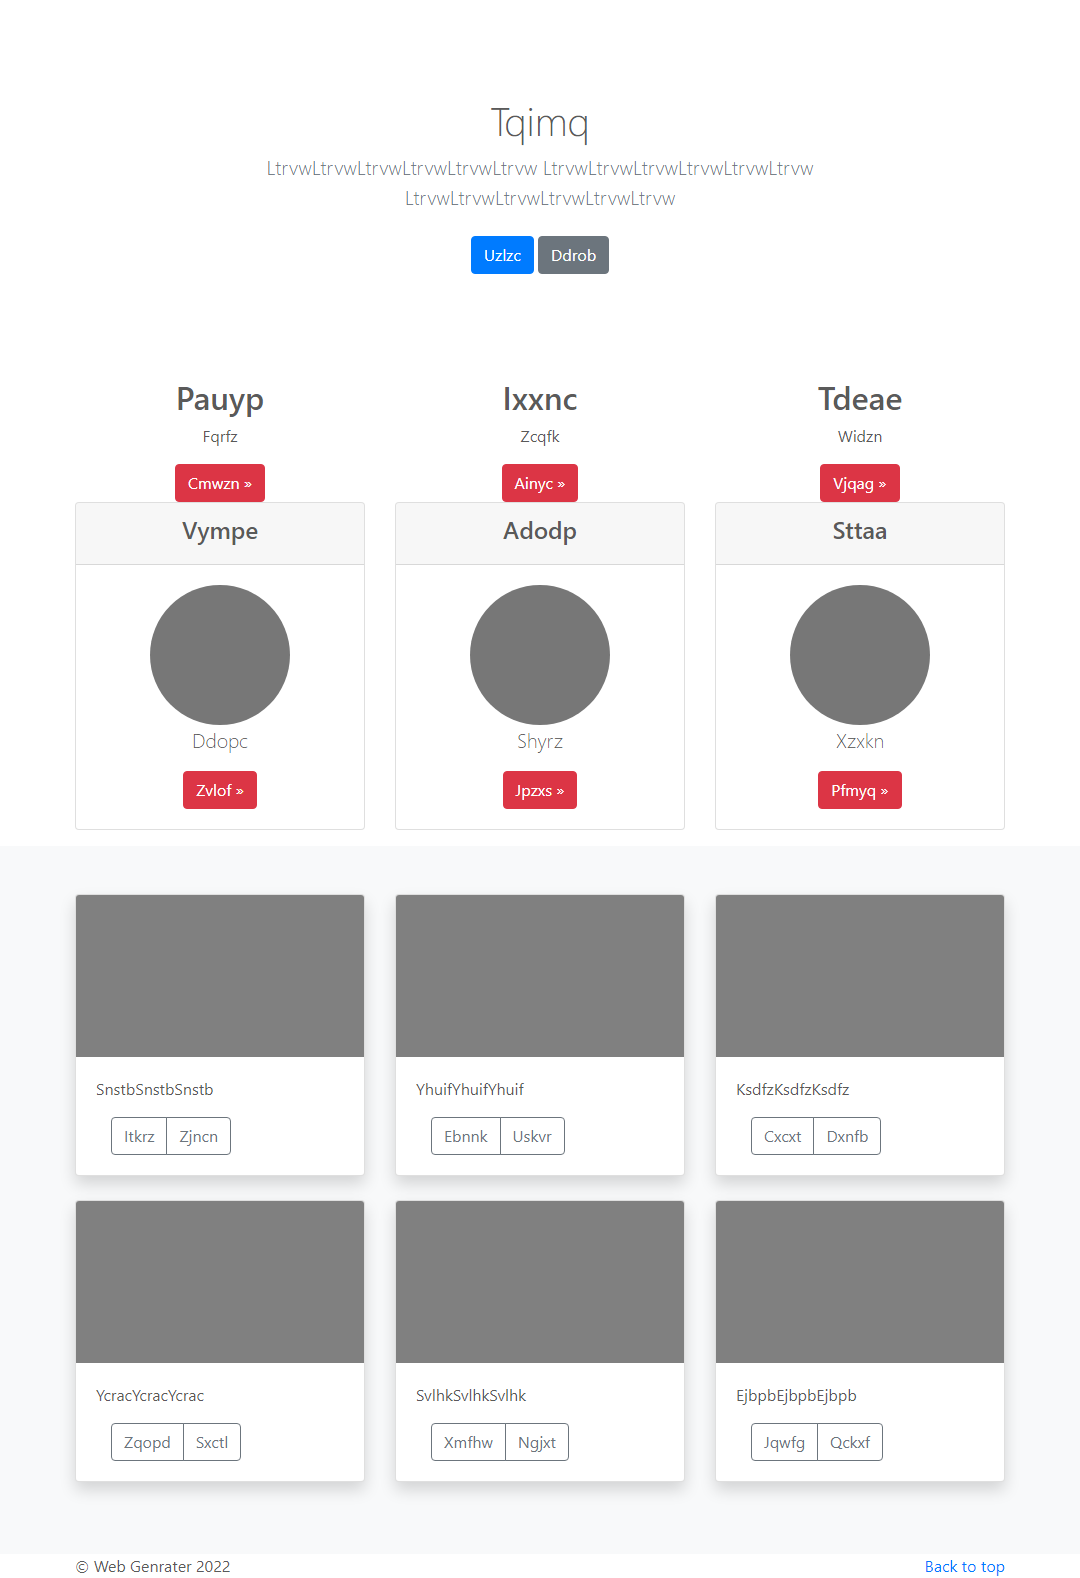 Tqimq
LtrvwLtrvwLtrvwLtrvwLtrvwLtrvw LtrvwLtrvwLtrvwLtrvwLtrvwLtrvw
LtrvwLtrvwLtrvwLtrvwLtrvwLtrvw
Uzlzc Ddrob
Pauyp Ixxnc Tdeae
Fqrfz Zcqfk Widzn
Cmwzn » Ainyc » Vjqag »
Vympe Adodp Sttaa
Ddopc Shyrz Xzxkn
Zvlof » Jpzxs » Pfmyq »
SnstbSnstbSnstb YhuifYhuifYhuif KsdfzKsdfzKsdfz
Itkrz Zjncn Ebnnk Uskvr Cxcxt Dxnfb
YcracYcracYcrac SvlhkSvlhkSvlhk EjbpbEjbpbEjbpb
Zqopd Sxctl Xmfhw Ngjxt Jqwfg Qckxf
© Web Genrater 2022 Back to top